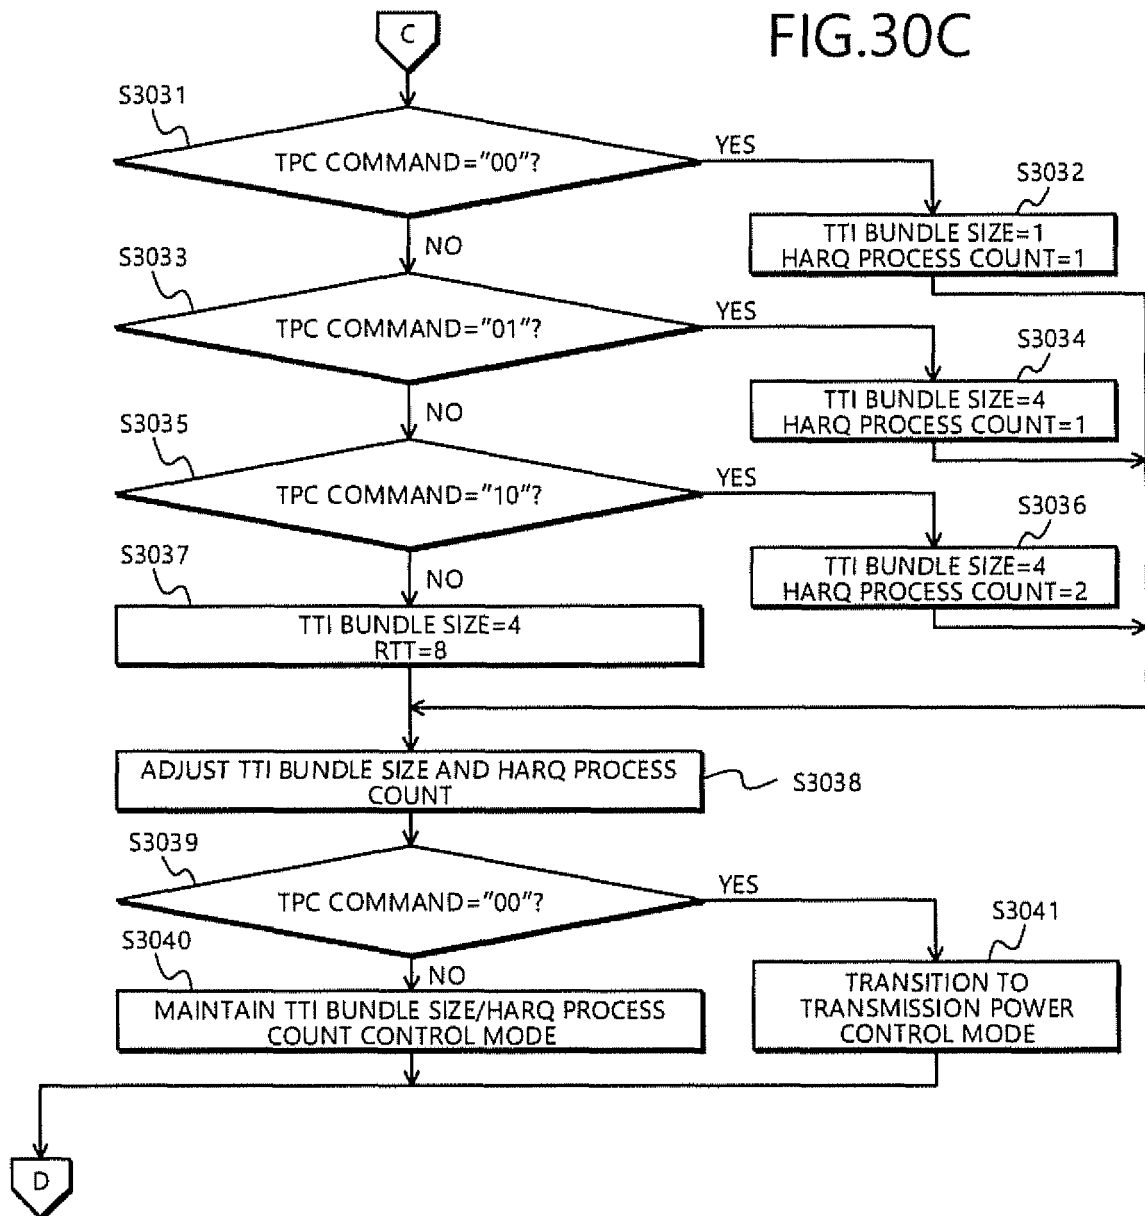 C
FIG.30C
S3031
TPC COMMAND="00"?
YES
S3032
TTI BUNDLE SIZE=1
HARQ PROCESS COUNT=1
NO
S3033
TPC COMMAND="01"?
YES
S3034
TTI BUNDLE SIZE=4
HARQ PROCESS COUNT=1
NO
S3035
TPC COMMAND="10"?
YES
S3036
TTI BUNDLE SIZE=4
HARQ PROCESS COUNT=2
NO
S3037
TTI BUNDLE SIZE=4
RTT=8
ADJUST TTI BUNDLE SIZE AND HARQ PROCESS
COUNT
S3038
S3039
TPC COMMAND="00"?
YES
S3041
TRANSITION TO
TRANSMISSION POWER
CONTROL MODE
NO
S3040
MAINTAIN TTI BUNDLE SIZE/HARQ PROCESS
COUNT CONTROL MODE
D